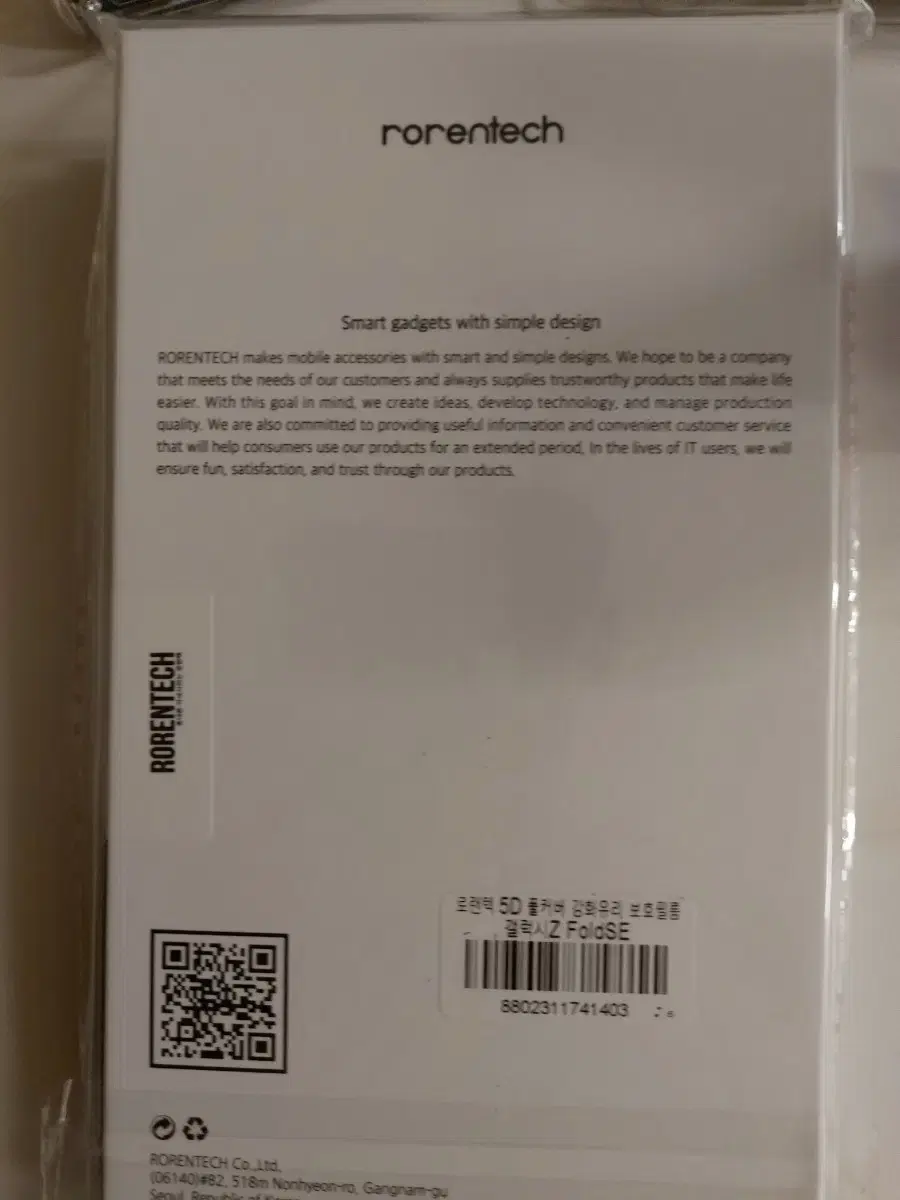 rorentech
Smart gadgets with simple design
RORENTECH makes mobile accessories with smart and simple designs. We hope to be a company
that meets the needs of our customers and always supplies trustworthy products that make life
easier. With this goal in mind, we create ideas, develop technology, and manage production
quality. We are also committed to providing useful information and convenient customer service
that will help consumers use our products for an extended period. In the lives of IT users, we will
ensure fun, satisfaction, and trust through our products.
RORENTECH
로랜텍 5D 풀커버 강화유리 보호필름
갤럭시Z FoldSE
8802311741403
RORENTECH Co.,Ltd.
(06140)#B2, 518m Nonhyeon-ro, Gangnam-gu
Seoul, Republic of Korea